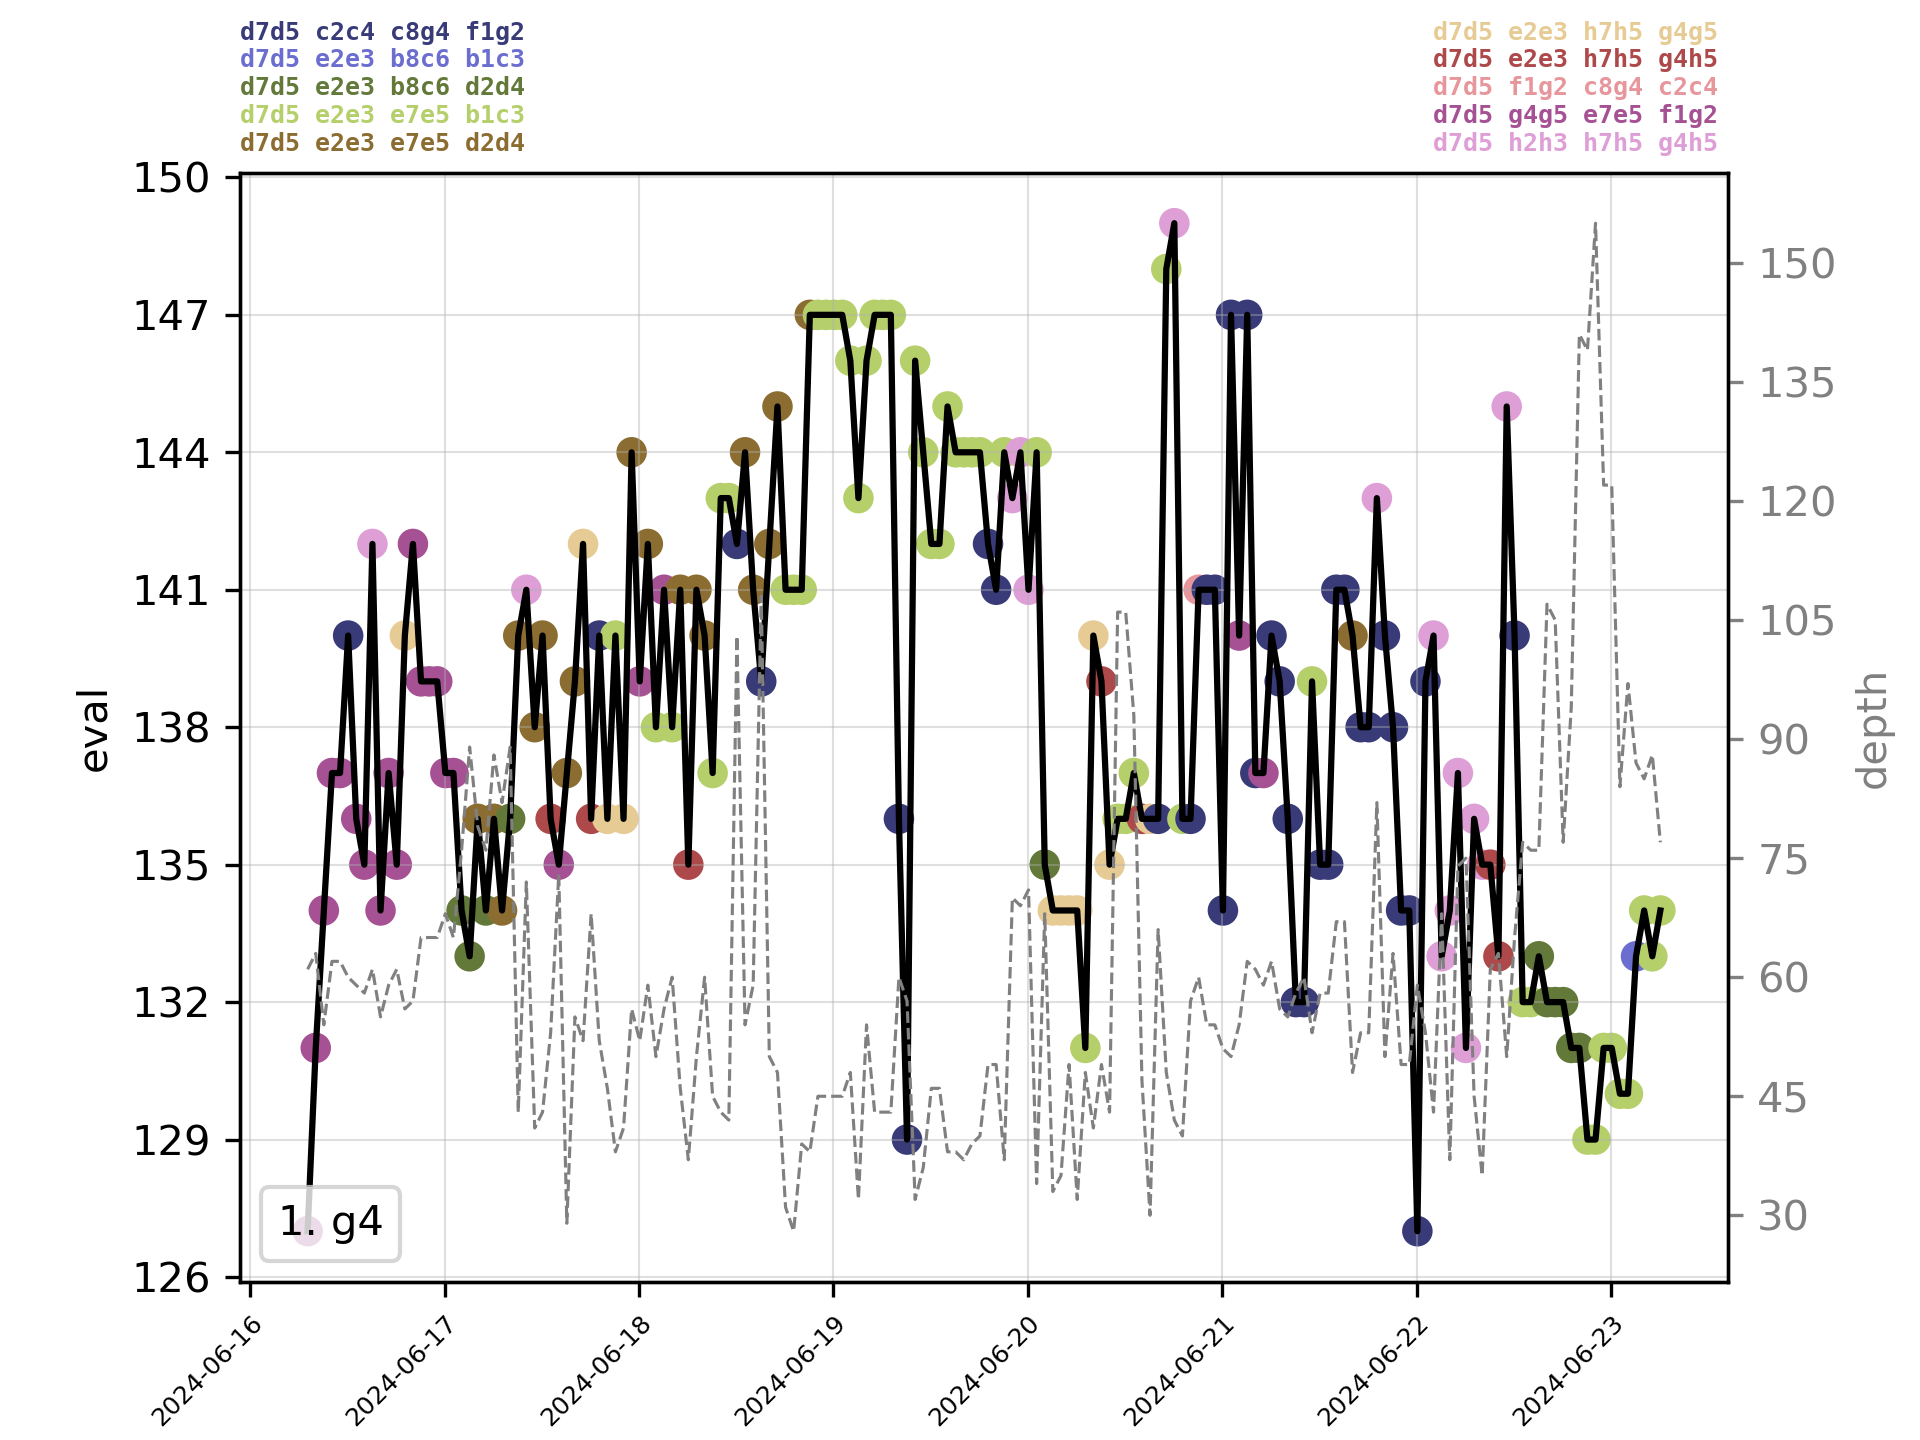 d7d5 c2c4 c8g4 f1g2
d7d5 e2e3 b8c6 b1c3
d7d5 e2e3 b8c6 d2d4
d7d5 e2e3 e7e5 b1c3
d7d5 e2e3 e7e5 d2d4
d7d5 e2e3 h7h5 g4g5
d7d5 e2e3 h7h5 g4h5
d7d5 f1g2 c8g4 c2c4
d7d5 g4g5 e7e5 f1g2
d7d5 h2h3 h7h5 g4h5
150
147
144
141
138
135
132
129
126
eval
150
135
120
105
90
75
60
45
30
depth
1. g4
2024-06-16
2024-06-17
2024-06-18
2024-06-19
2024-06-20
2024-06-21
2024-06-22
2024-06-23